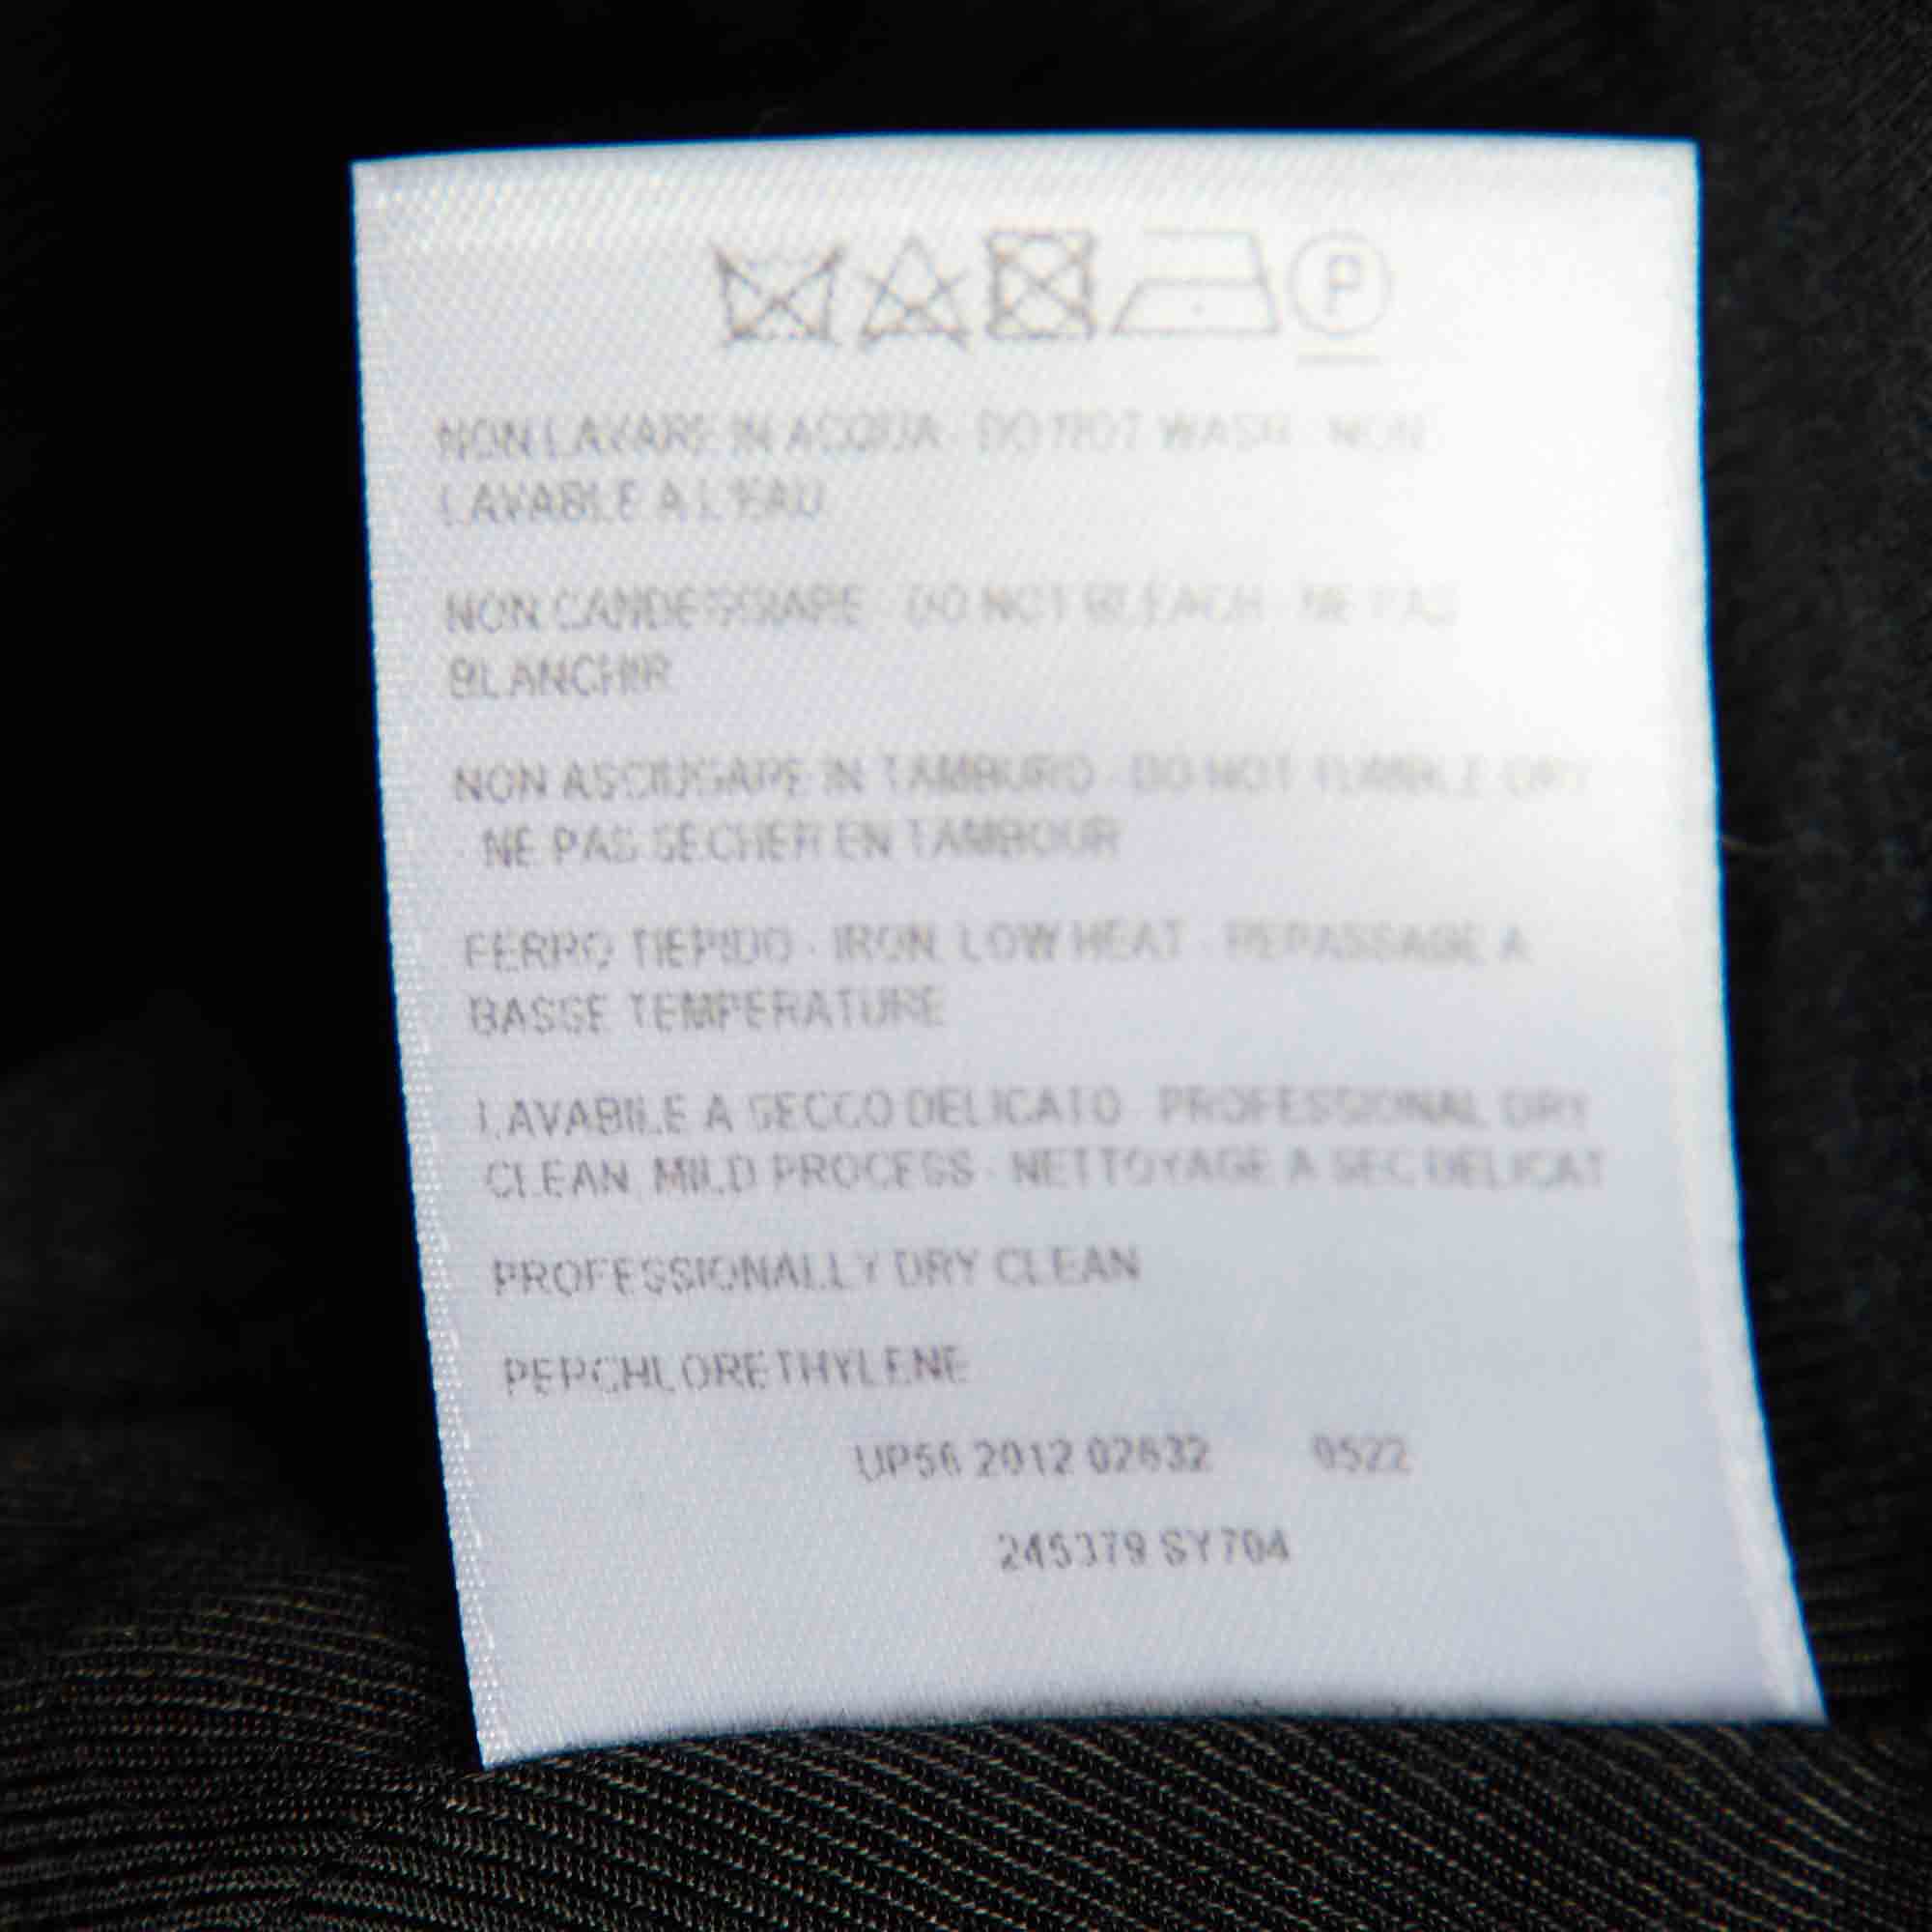 P
NON LAVARE IN ACQUA · DO NOT WASH · NON
LAVABLE A L'EAU
NON CANDEGGIARE · DO NOT BLEACH · NE PAS
BLANCHIR
NON ASCIUGARE IN TAMBURO · DO NOT TUMBLE DRY
· NE PAS SECHER EN TAMBOUR
FERRO TIEPIDO · IRON, LOW HEAT · REPASSAGE A
BASSE TEMPERATURE
LAVABILE A SECCO DELICATO · PROFESSIONAL DRY
CLEAN, MILD PROCESS · NETTOYAGE A SEC DELICAT
PROFESSIONALLY DRY CLEAN
PERCHLORETHYLENE
UP56 2012 02632 0522
245379 SY704